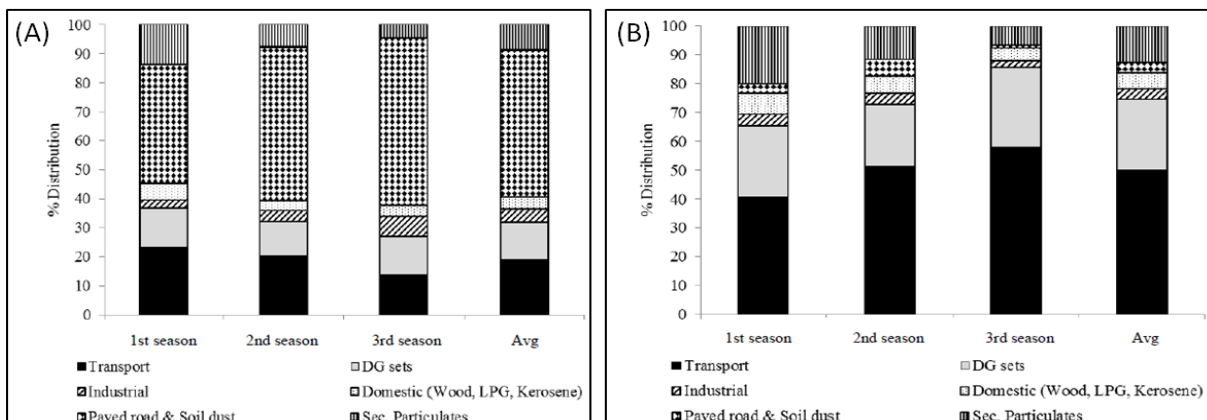 (A)
100
90
80
70
60
50
40
30
20
10
0
% Distribution
1st season 2nd season 3rd season Avg
Transport DG sets
Industrial Domestic (Wood, LPG, Kerosene)
Paved road & Soil dust Sec. Particulates
(B)
100
90
80
70
60
50
40
30
20
10
0
% Distribution
1st season 2nd season 3rd season Avg
Transport DG sets
Industrial Domestic (Wood, LPG, Kerosene)
Paved road & Soil dust Sec. Particulates